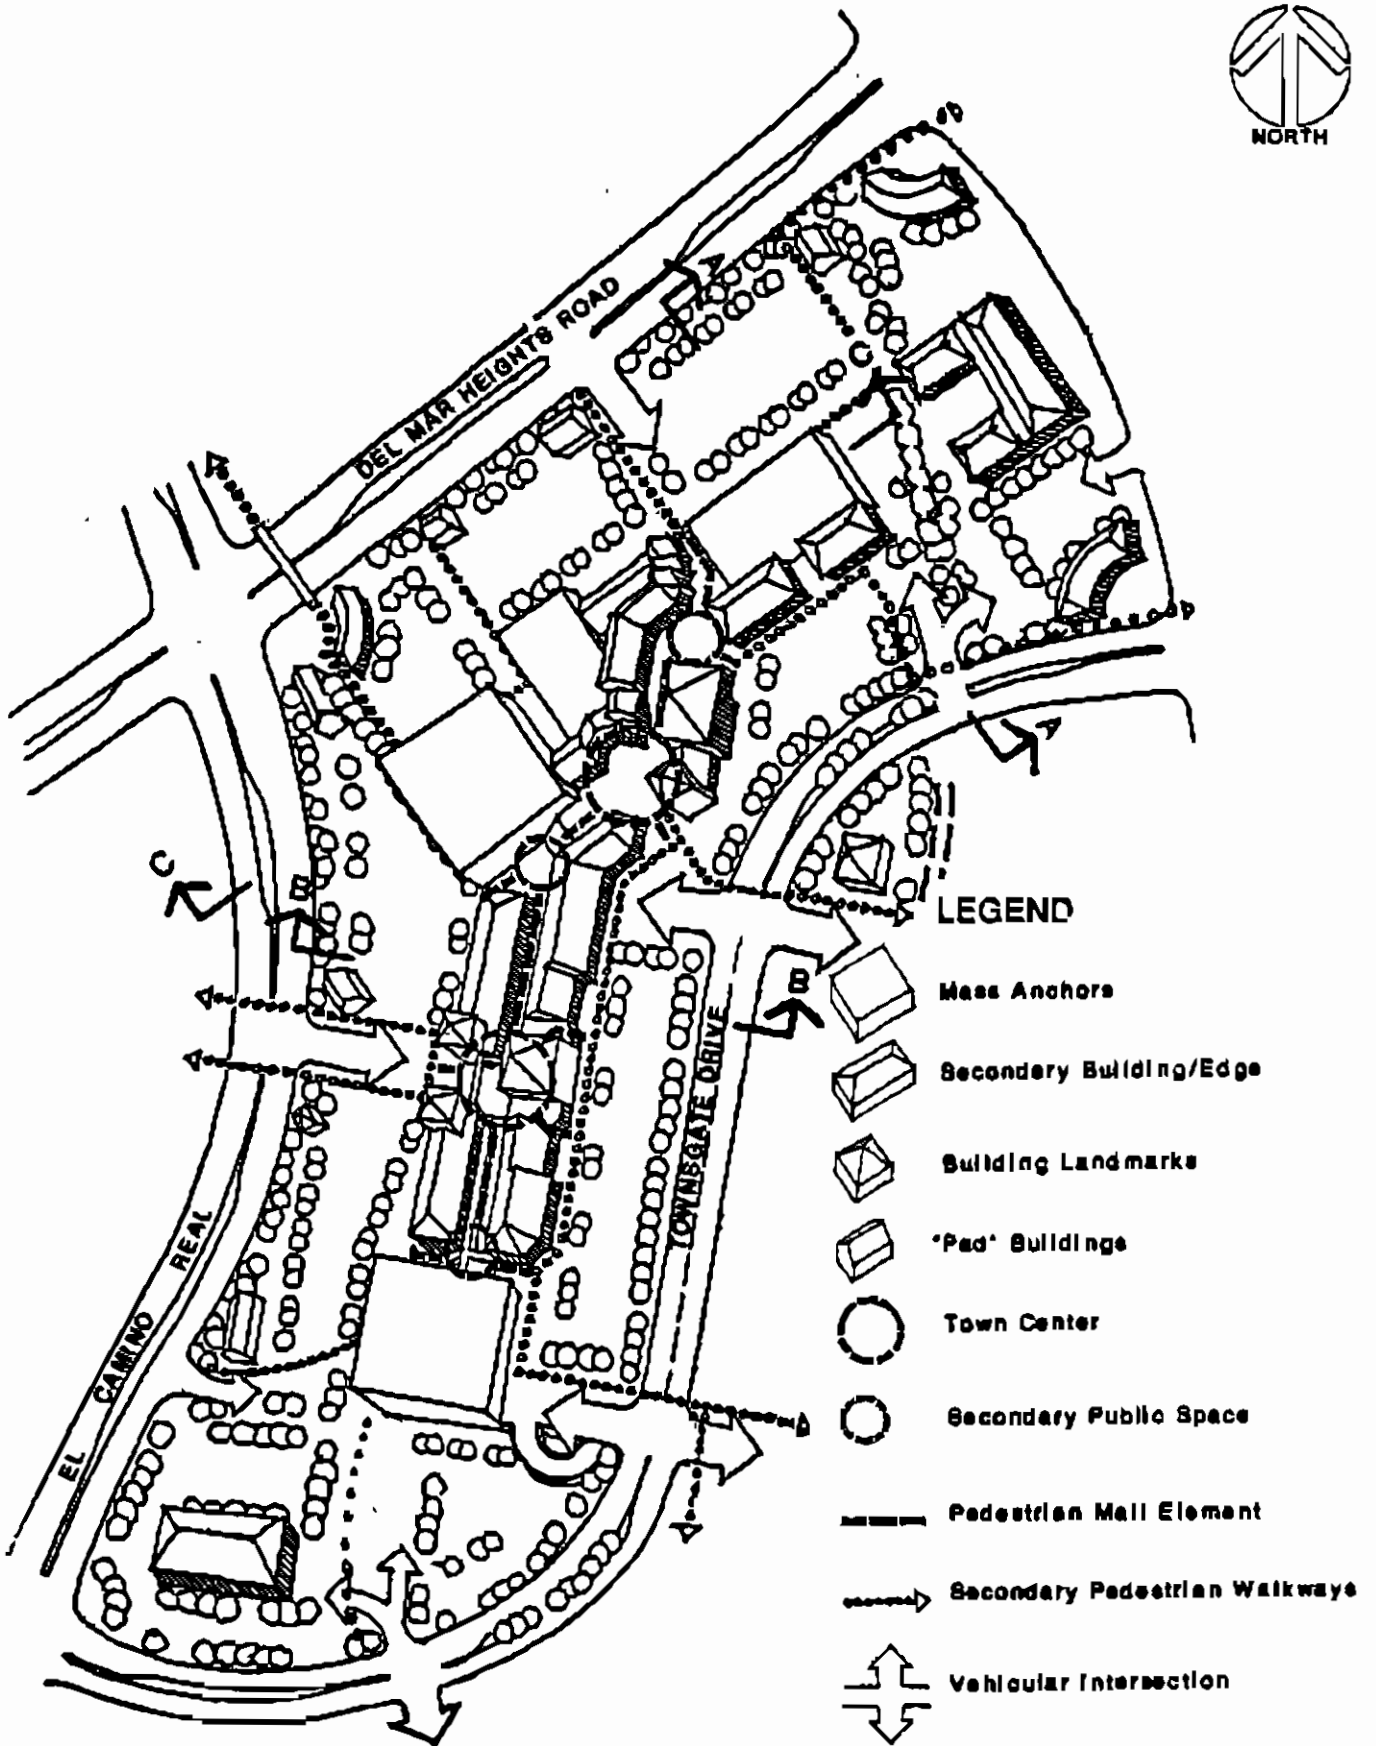 NORTH
A
DEL MAR HEIGHTS ROAD
C
A
C
B
LEGEND
B
Mass Anchors
TOWNSGATE DRIVE
Secondary Building/Edge
Building Landmarks
EL CAMINO REAL
"Pad" Buildings
Town Center
Secondary Public Space
Pedestrian Mall Element
Secondary Pedestrian Walkways
Vehicular Intersection